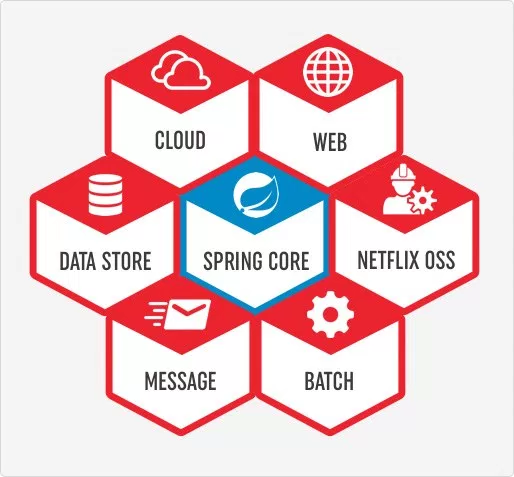 CLOUD
WEB
DATA STORE
SPRING CORE
NETFLIX OSS
MESSAGE
BATCH